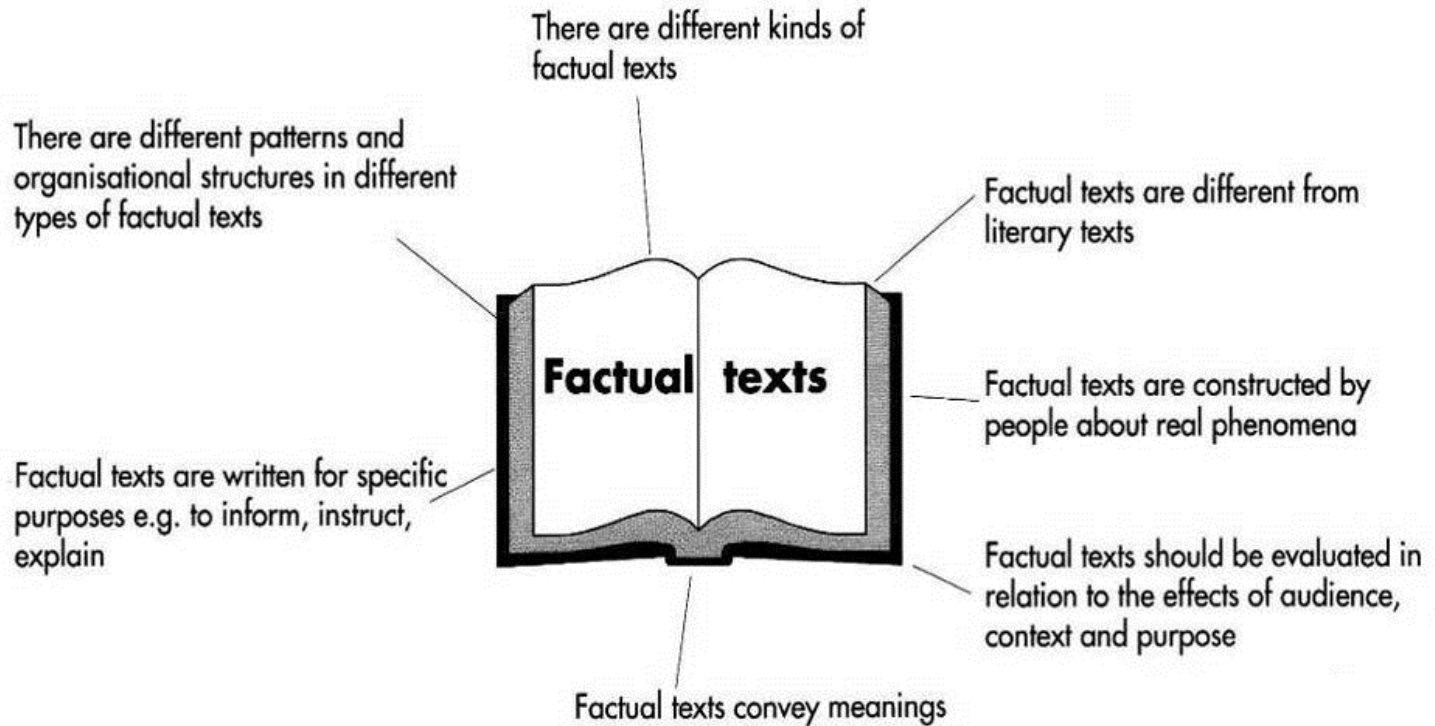 There are different kinds of
factual texts
There are different patterns and
organisational structures in different
types of factual texts
Factual texts are different from
literary texts
Factual texts
Factual texts are constructed by
people about real phenomena
Factual texts are written for specific
purposes e.g. to inform, instruct,
explain
Factual texts should be evaluated in
relation to the effects of audience,
context and purpose
Factual texts convey meanings